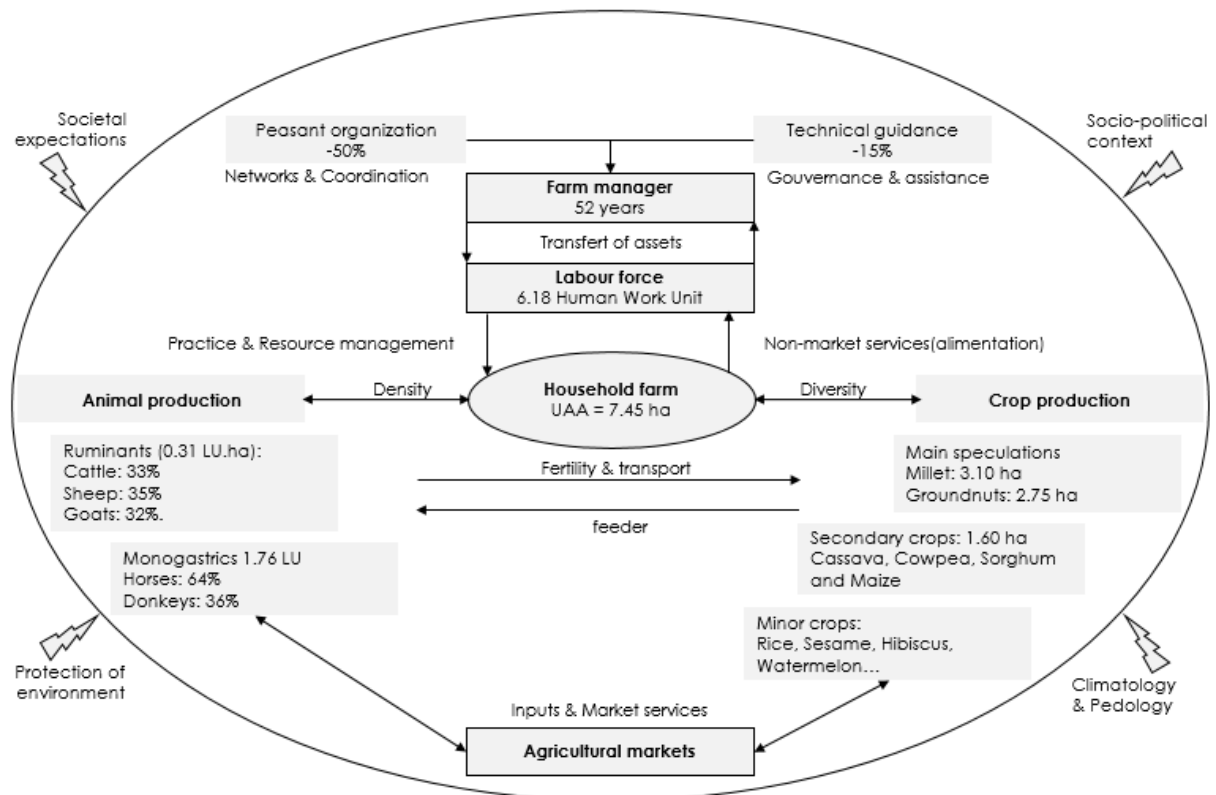 Societal
expectations
Peasant organization
-50%
Networks & Coordination
Technical guidance
-15%
Gouvernance & assistance
Socio-political
context
Farm manager
52 years
Transfert of assets
Labour force
6.18 Human Work Unit
Practice & Resource management
Non-market services(alimentation)
Animal production
Density
Household farm
UAA = 7.45 ha
Diversity
Crop production
Ruminants (0.31 LU.ha):
Cattle: 33%
Sheep: 35%
Goats: 32%.
Fertility & transport
feeder
Main speculations
Millet: 3.10 ha
Groundnuts: 2.75 ha
Monogastrics 1.76 LU
Horses: 64%
Donkeys: 36%
Secondary crops: 1.60 ha
Cassava, Cowpea, Sorghum
and Maize
Minor crops:
Rice, Sesame, Hibiscus,
Watermelon...
Protection of
environment
Climatology
& Pedology
Inputs & Market services
Agricultural markets